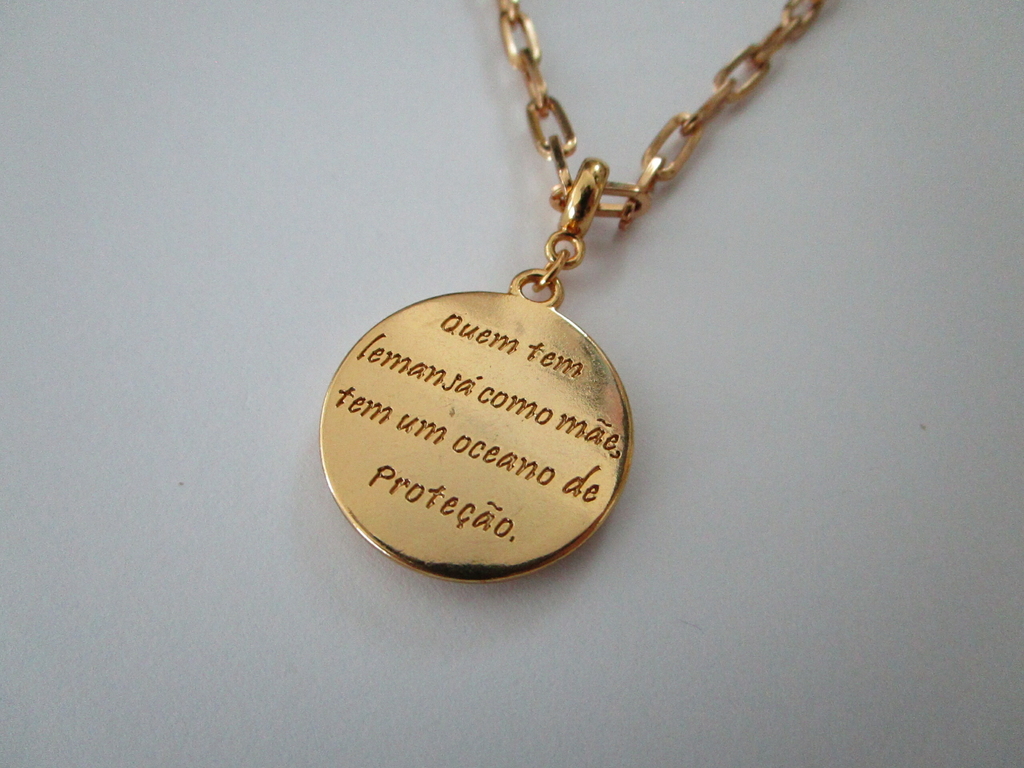 Quem tem
Iemanjá como mãe,
tem um oceano de
Proteção.